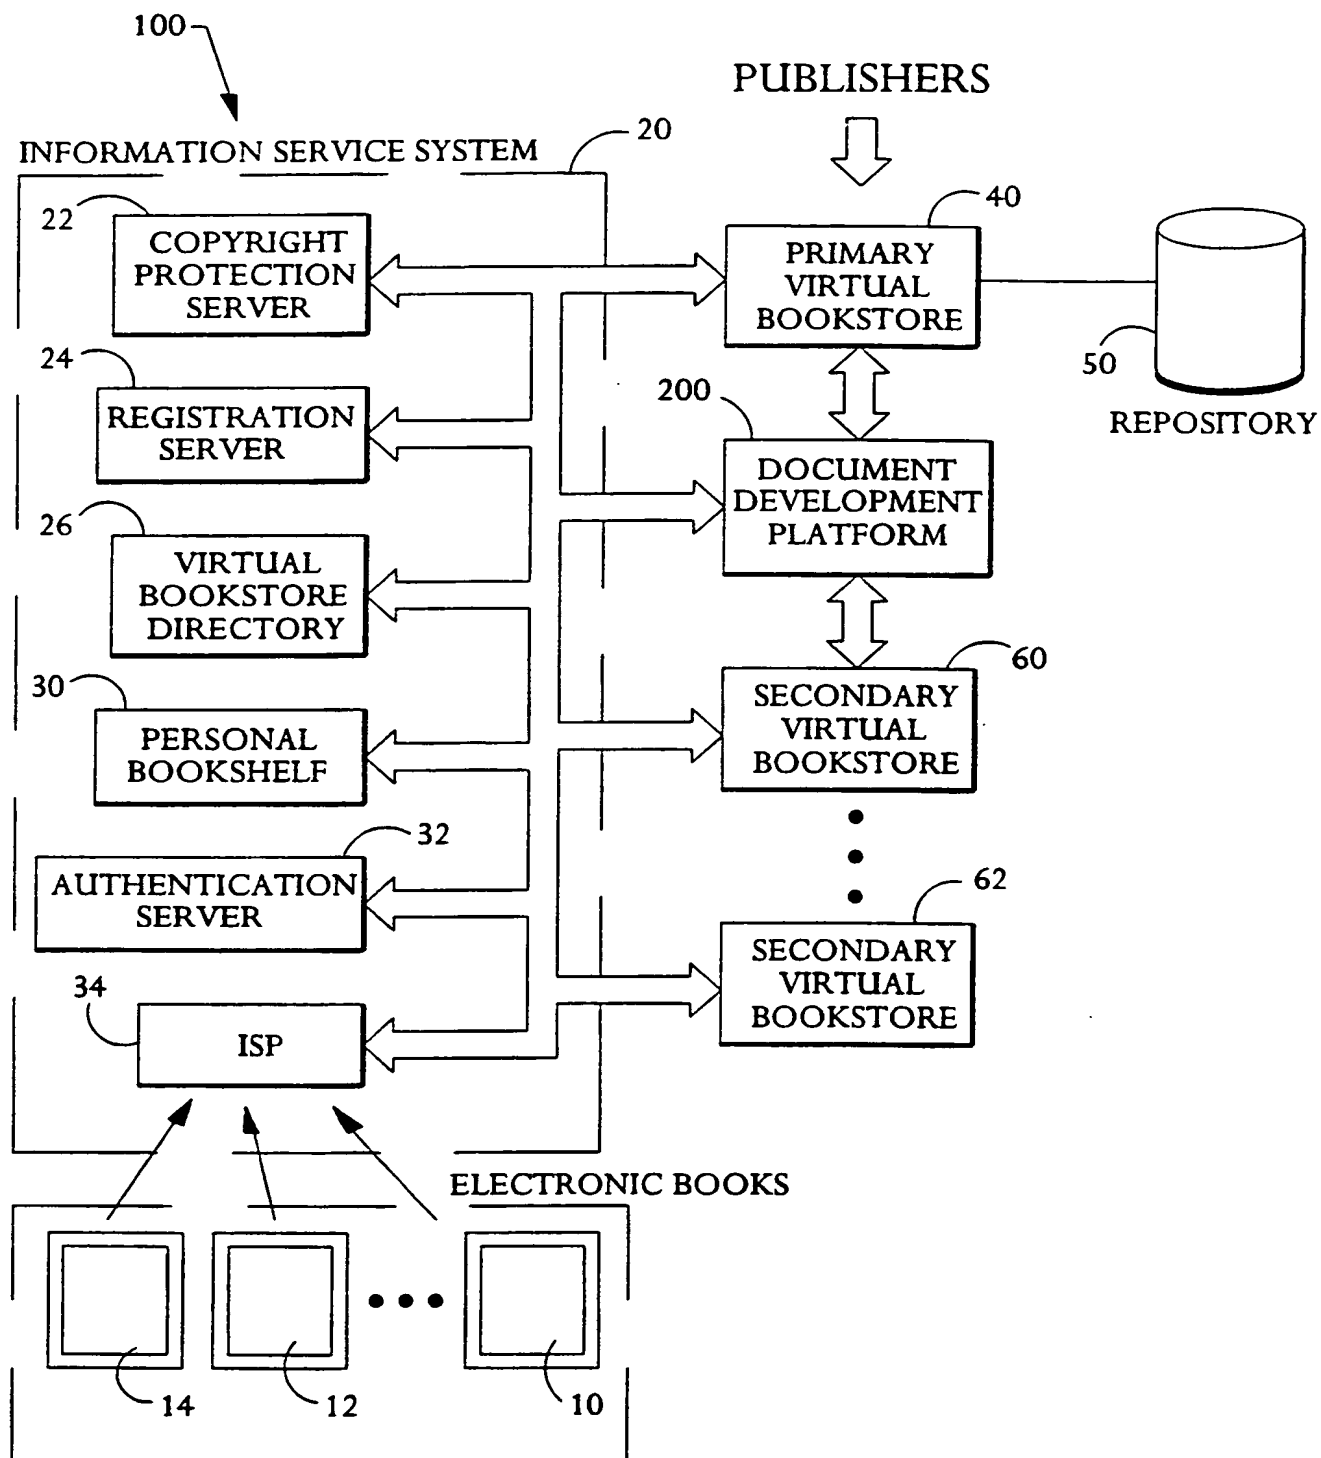 100
PUBLISHERS
INFORMATION SERVICE SYSTEM
20
22
COPYRIGHT
PROTECTION
SERVER
40
PRIMARY
VIRTUAL
BOOKSTORE
50
REPOSITORY
24
REGISTRATION
SERVER
200
DOCUMENT
DEVELOPMENT
PLATFORM
26
VIRTUAL
BOOKSTORE
DIRECTORY
60
SECONDARY
VIRTUAL
BOOKSTORE
30
PERSONAL
BOOKSHELF
32
AUTHENTICATION
SERVER
62
SECONDARY
VIRTUAL
BOOKSTORE
34
ISP
ELECTRONIC BOOKS
14
12
10